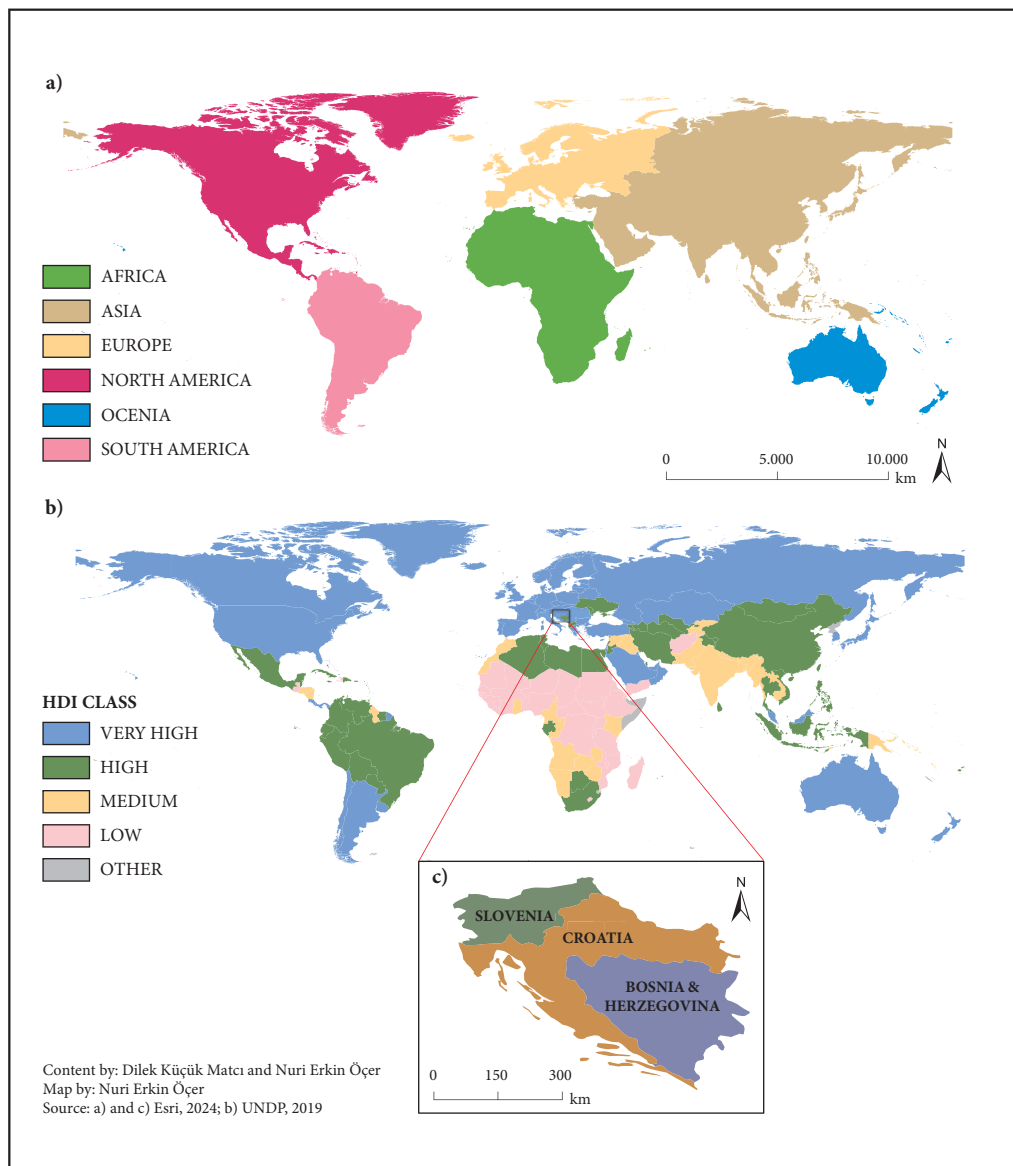 a)
AFRICA
ASIA
EUROPE
NORTH AMERICA
OCENIA
SOUTH AMERICA
N
0 5.000 10.000
km
b)
HDI CLASS
VERY HIGH
HIGH
MEDIUM
LOW
OTHER
c)
N
SLOVENIA
CROATIA
BOSNIA &
HERZEGOVINA
0 150 300
km
Content by: Dilek Küçük Matcı and Nuri Erkin Öçer
Map by: Nuri Erkin Öçer
Source: a) and c) Esri, 2024; b) UNDP, 2019